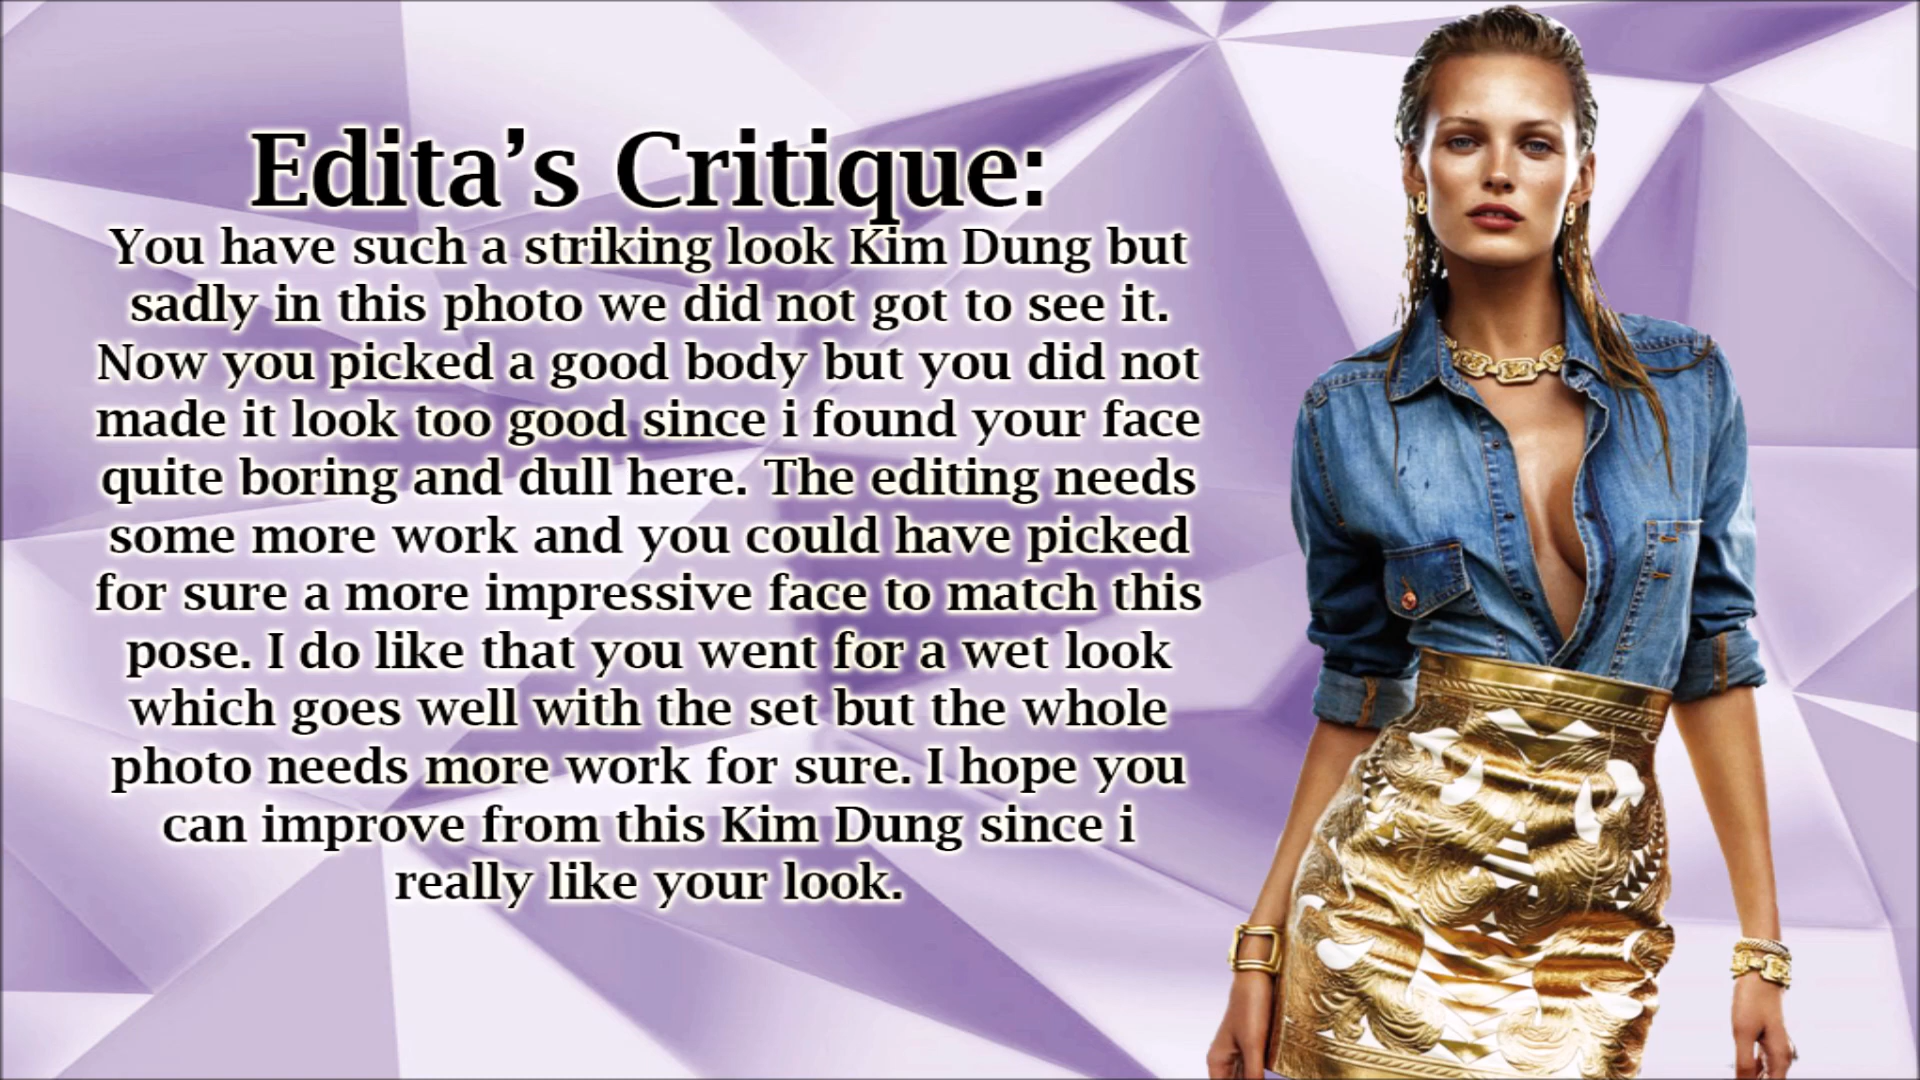 Edita's Critique:
You have such a striking look Kim Dung but
sadly in this photo we did not got to see it.
Now you picked a good body but you did not
made it look too good since i found your face
quite boring and dull here. The editing needs
some more work and you could have picked
for sure a more impressive face to match this
pose. I do like that you went for a wet look
which goes well with the set but the whole
photo needs more work for sure. I hope you
can improve from this Kim Dung since i
really like your look.